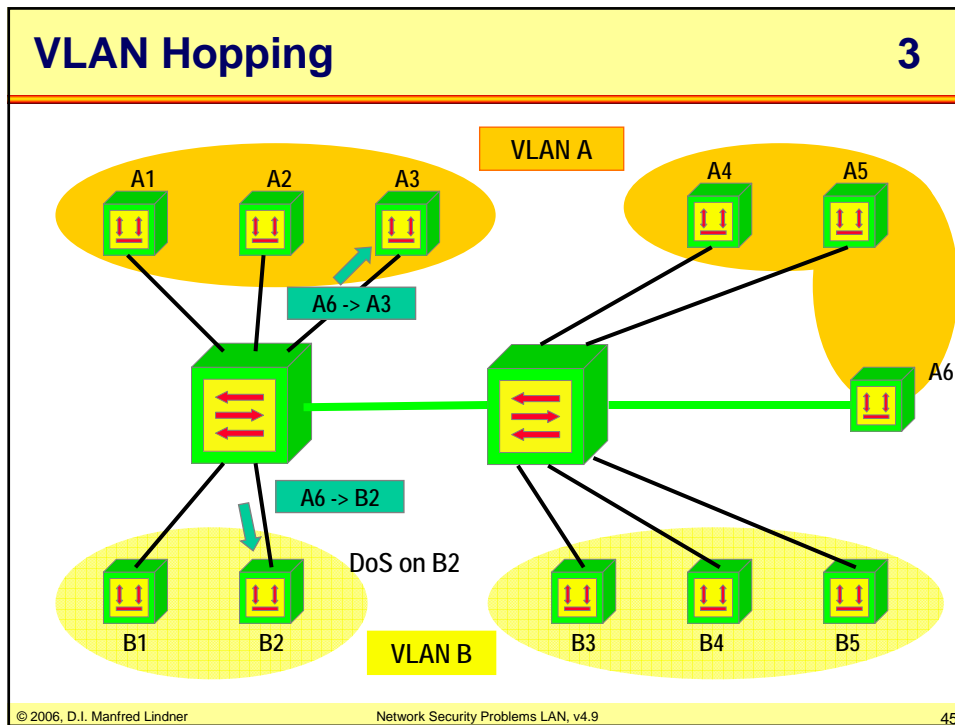 VLAN Hopping 3
VLAN A
A1 A2 A3 A4 A5
A6 -> A3
A6
A6 -> B2
DoS on B2
B1 B2 B3 B4 B5
VLAN B
© 2006, D.I. Manfred Lindner Network Security Problems LAN, v4.9 45